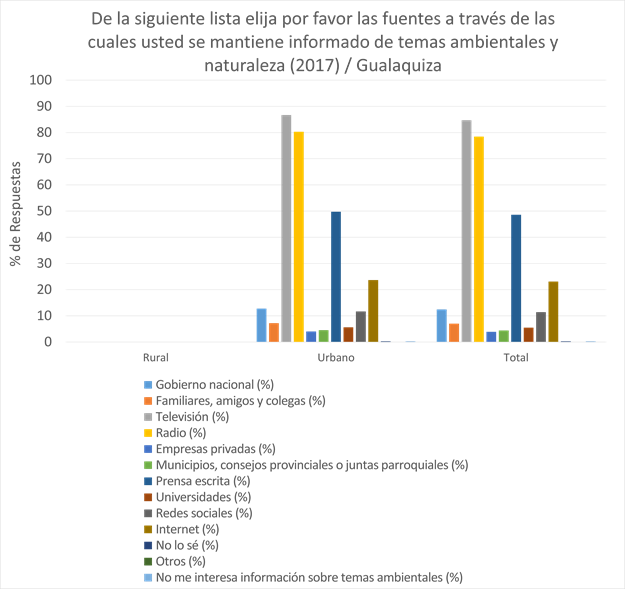 De la siguiente lista elija por favor las fuentes a través de las
cuales usted se mantiene informado de temas ambientales y
naturaleza (2017) / Gualaquiza
100
90
80
70
60
50
40
30
20
10
0
% de Respuestas
Rural
Urbano
Total
Gobierno nacional (%)
Familiares, amigos y colegas (%)
Televisión (%)
Radio (%)
Empresas privadas (%)
Municipios, consejos provinciales o juntas parroquiales (%)
Prensa escrita (%)
Universidades (%)
Redes sociales (%)
Internet (%)
No lo sé (%)
Otros (%)
No me interesa información sobre temas ambientales (%)